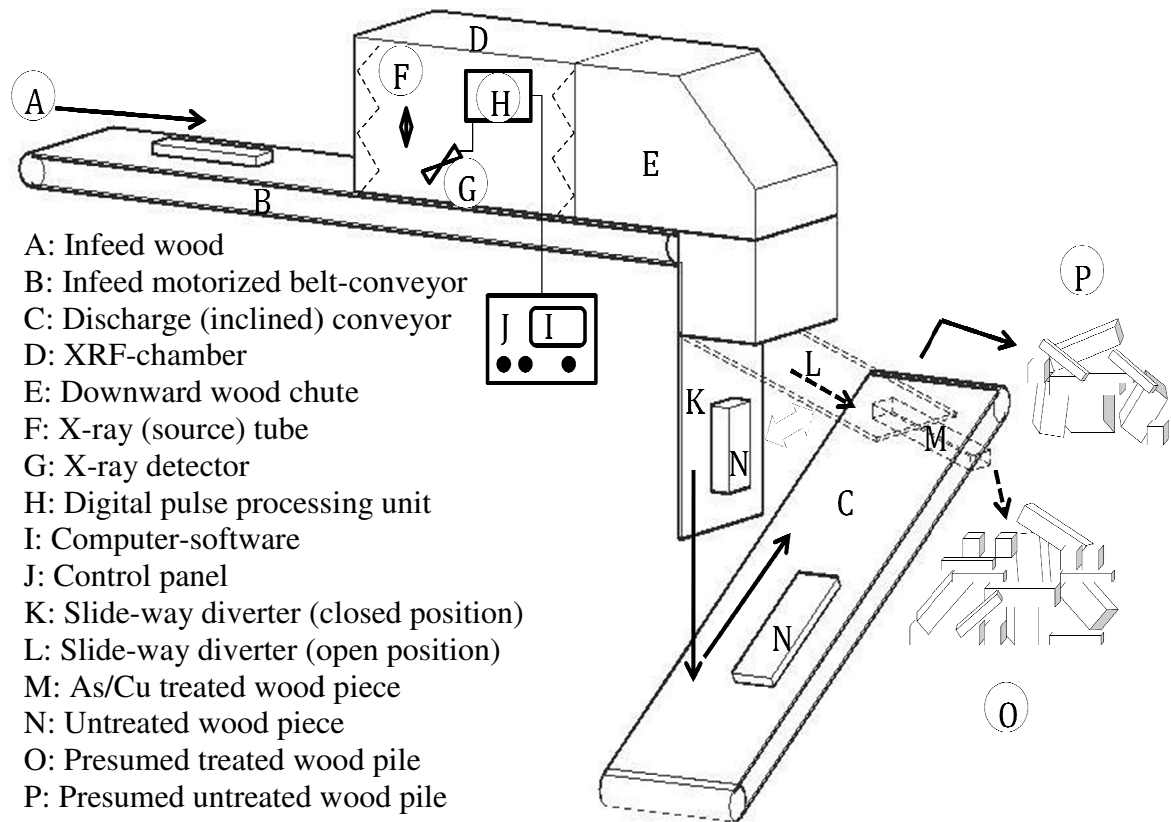 D
F
H
A
G
E
B
A: Infeed wood
B: Infeed motorized belt-conveyor
C: Discharge (inclined) conveyor
D: XRF-chamber
E: Downward wood chute
F: X-ray (source) tube
G: X-ray detector
H: Digital pulse processing unit
I: Computer-software
J: Control panel
K: Slide-way diverter (closed position)
L: Slide-way diverter (open position)
M: As/Cu treated wood piece
N: Untreated wood piece
O: Presumed treated wood pile
P: Presumed untreated wood pile
J I
P
L
K
M
N
C
N
O